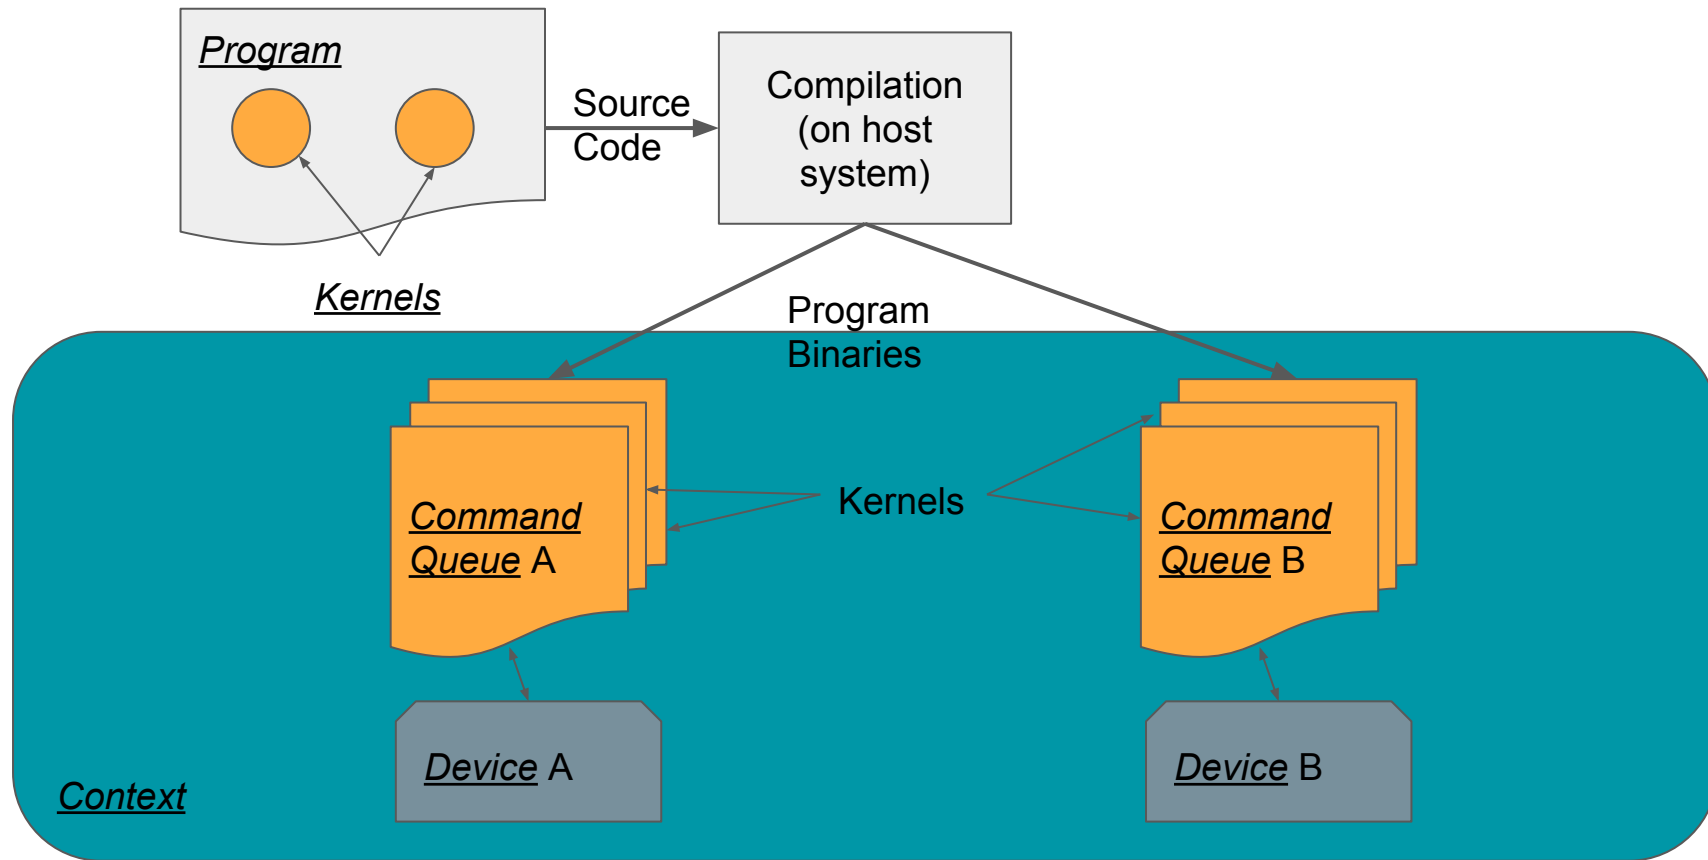 Program
Source
Code
Compilation
(on host
system)
Kernels
Program
Binaries
Kernels
Command
Queue A
Command
Queue B
Device A
Device B
Context